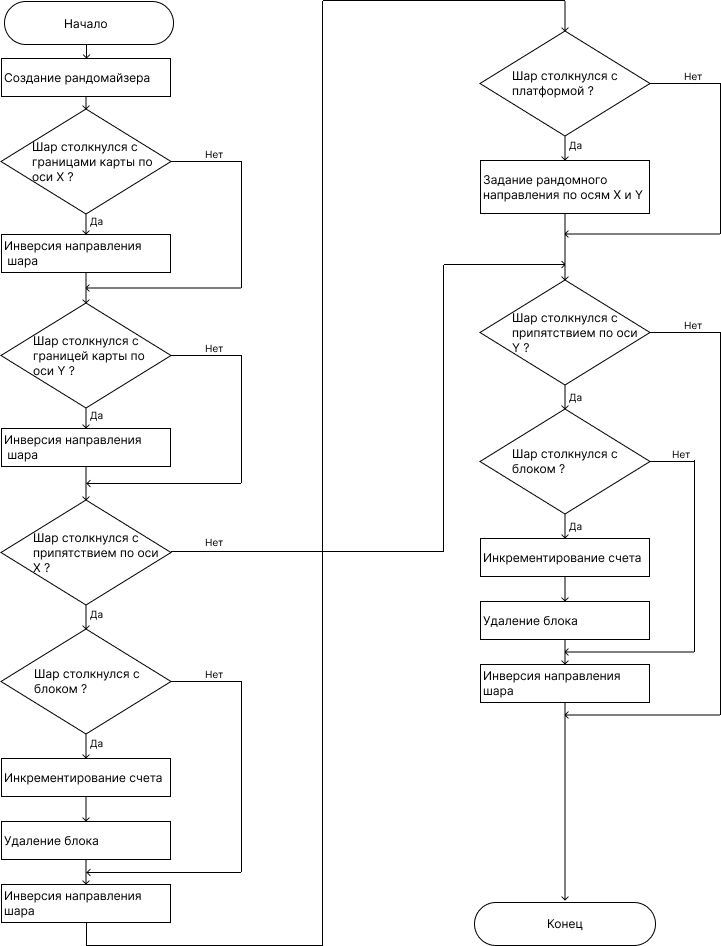 Начало
Создание рандомайзера
Шар столкнулся с
границами карты по
оси X ?
Нет
Да
Инверсия направления
шара
Шар столкнулся с
границей карты по
оси Y ?
Нет
Да
Инверсия направления
шара
Шар столкнулся с
припятствием по оси
X ?
Нет
Да
Шар столкнулся с
блоком ?
Нет
Да
Инкрементирование счета
Удаление блока
Инверсия направления
шара
Шар столкнулся с
платформой ?
Нет
Да
Задание рандомного
направления по осям X и Y
Шар столкнулся с
припятствием по оси
Y ?
Нет
Да
Шар столкнулся с
блоком ?
Нет
Да
Инкрементирование счета
Удаление блока
Инверсия направления
шара
Конец